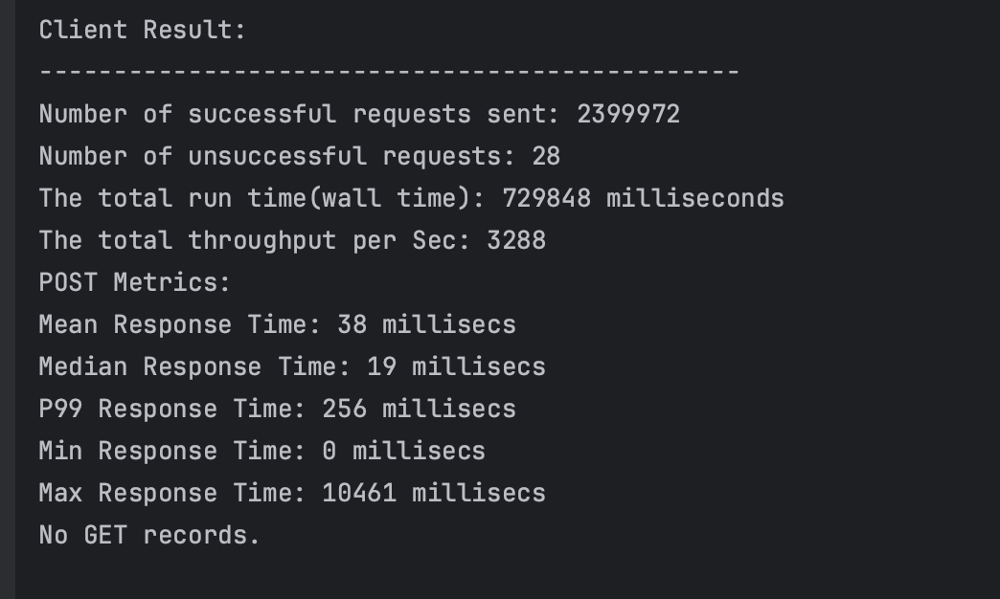 Client Result:
-----------------------------------------------
Number of successful requests sent: 2399972
Number of unsuccessful requests: 28
The total run time(wall time): 729848 milliseconds
The total throughput per Sec: 3288
POST Metrics:
Mean Response Time: 38 millisecs
Median Response Time: 19 millisecs
P99 Response Time: 256 millisecs
Min Response Time: 0 millisecs
Max Response Time: 10461 millisecs
No GET records.